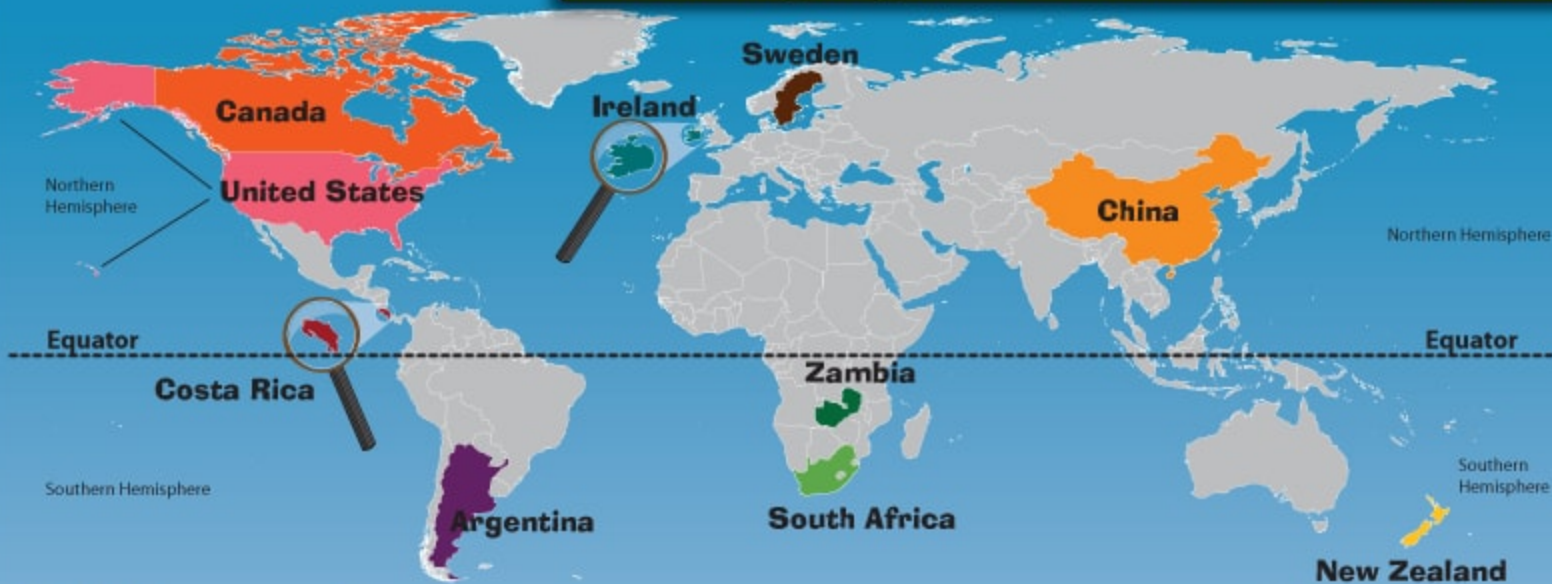 Sweden
Ireland
Canada
Northern
Hemisphere
United States
China
Northern Hemisphere
Equator
Equator
Zambia
Costa Rica
Southern
Hemisphere
Southern Hemisphere
Argentina
South Africa
New Zealand